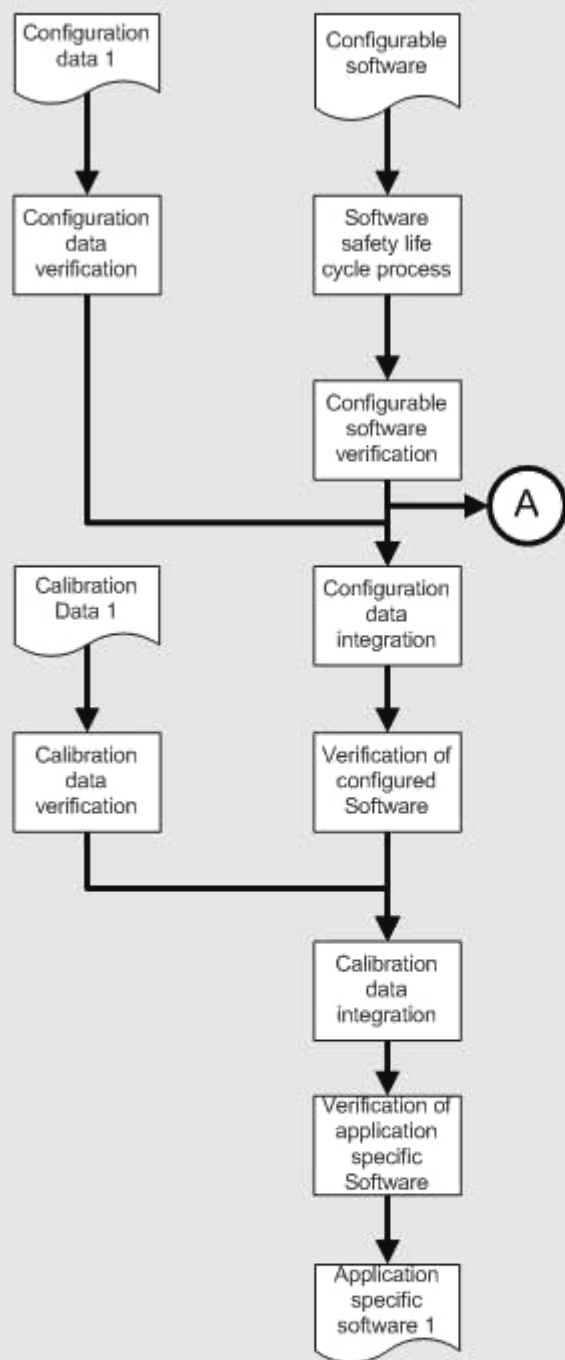 Configuration
data 1
Configurable
software
Configuration
data
verification
Software
safety life
cycle process
Configurable
software
verification
A
Calibration
Data 1
Configuration
data
integration
Calibration
data
verification
Verification of
configured
Software
Calibration
data
integration
Verification of
application
specific
Software
Application
specific
software 1